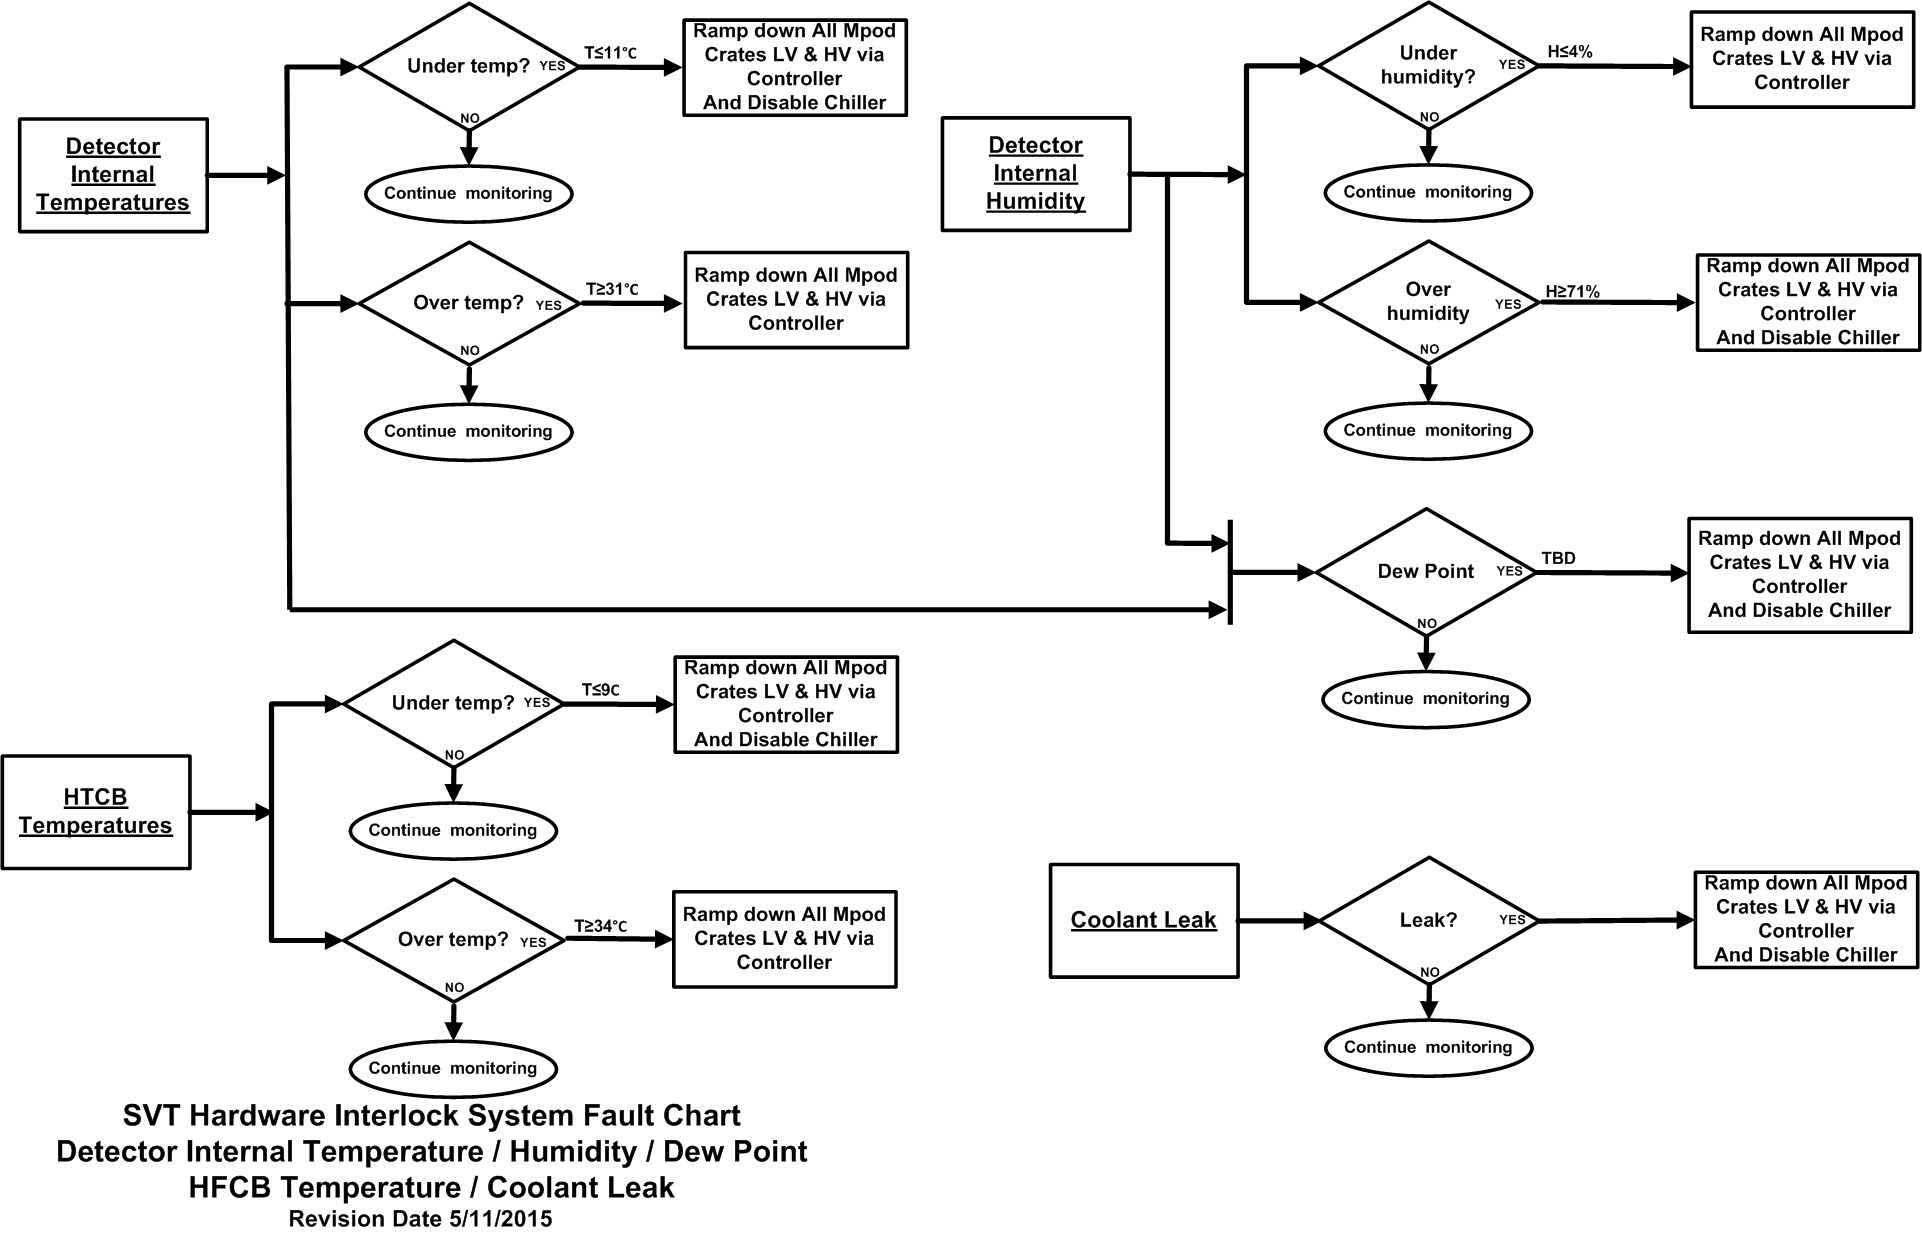 Detector
Internal
Temperatures
Under temp?
YES
T≤11°C
Ramp down All Mpod
Crates LV & HV via
Controller
And Disable Chiller
NO
Continue monitoring
Over temp?
YES
T≥31°C
Ramp down All Mpod
Crates LV & HV via
Controller
NO
Continue monitoring
Detector
Internal
Humidity
Under
humidity?
YES
H≤4%
Ramp down All Mpod
Crates LV & HV via
Controller
NO
Continue monitoring
Over
humidity
YES
H≥71%
Ramp down All Mpod
Crates LV & HV via
Controller
And Disable Chiller
NO
Continue monitoring
Dew Point
YES
TBD
Ramp down All Mpod
Crates LV & HV via
Controller
And Disable Chiller
NO
Continue monitoring
HTCB
Temperatures
Under temp?
YES
T≤9C
Ramp down All Mpod
Crates LV & HV via
Controller
And Disable Chiller
NO
Continue monitoring
Over temp?
YES
T≥34°C
Ramp down All Mpod
Crates LV & HV via
Controller
NO
Continue monitoring
Coolant Leak
Leak?
YES
Ramp down All Mpod
Crates LV & HV via
Controller
And Disable Chiller
NO
Continue monitoring
SVT Hardware Interlock System Fault Chart
Detector Internal Temperature / Humidity / Dew Point
HFCB Temperature / Coolant Leak
Revision Date 5/11/2015